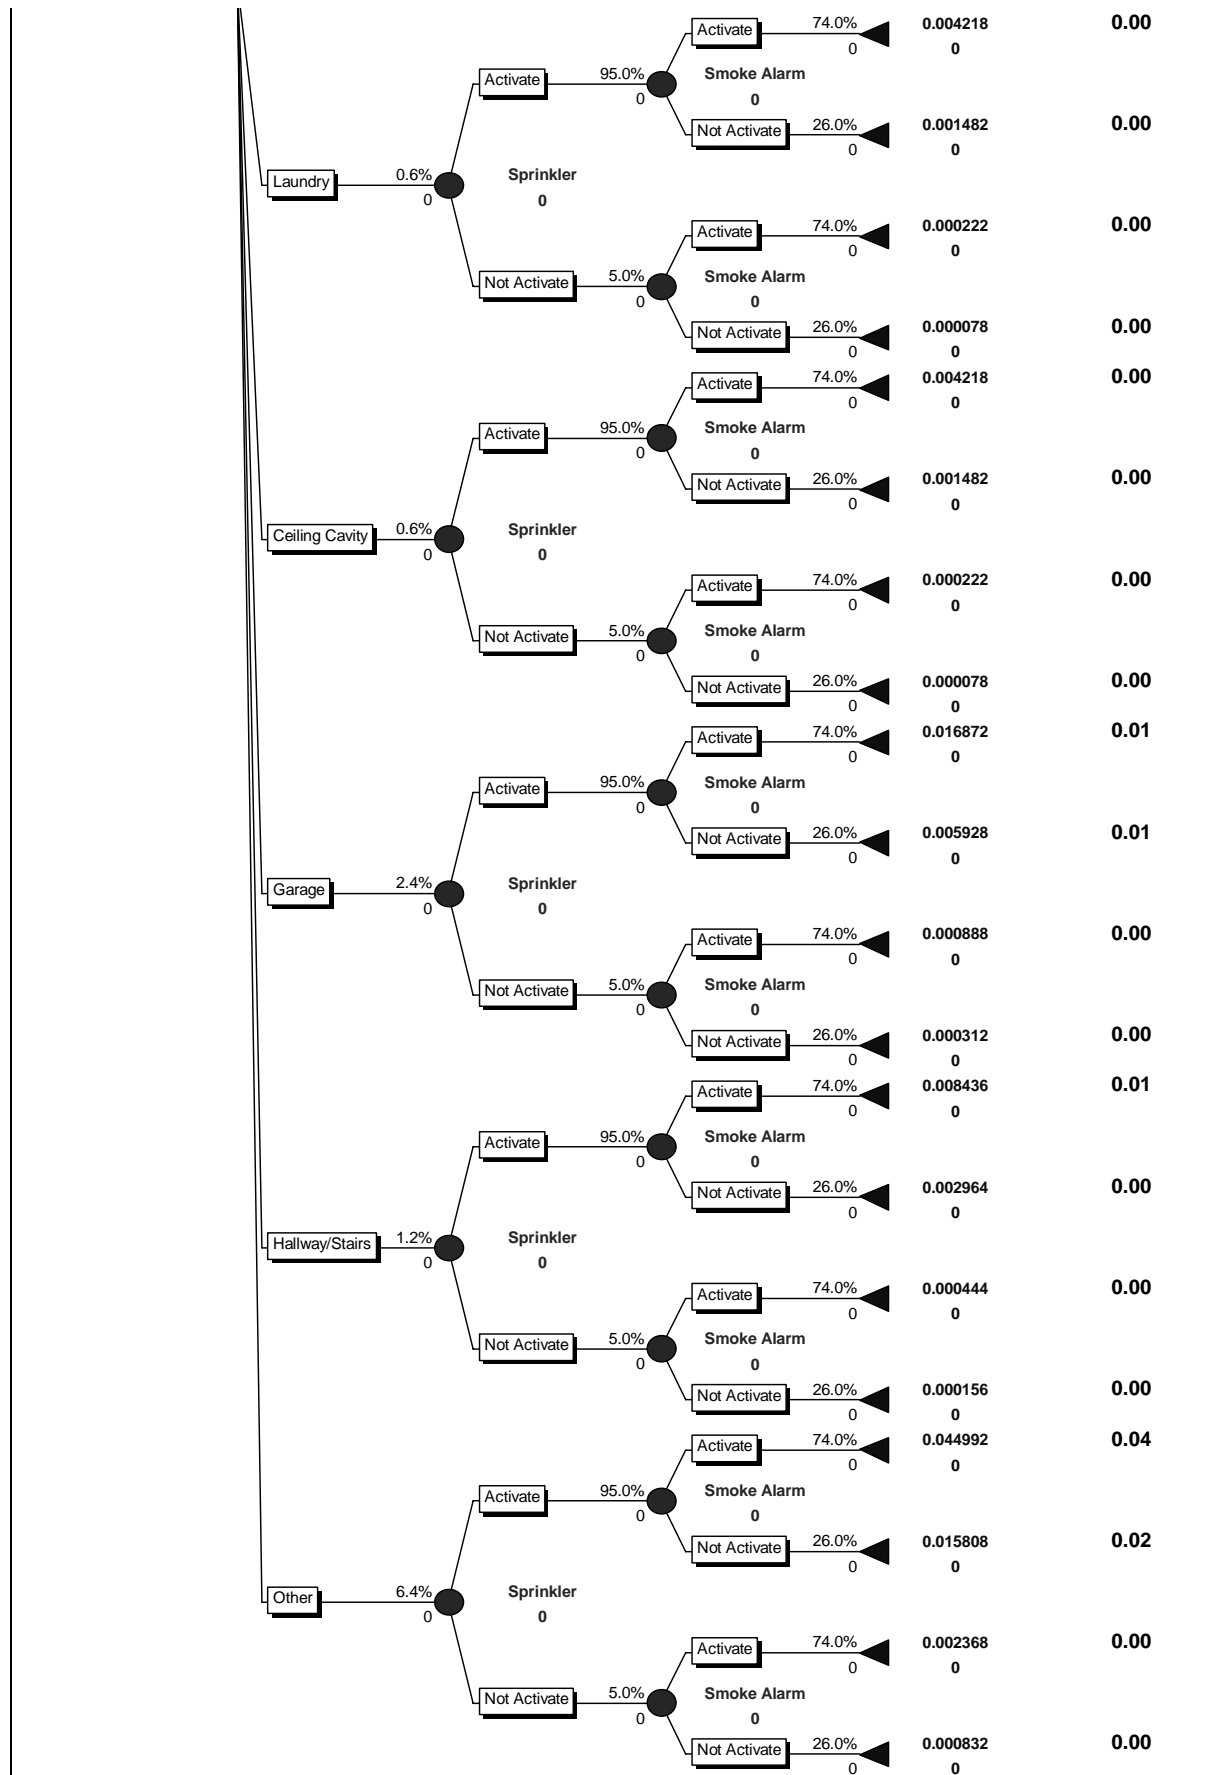 Activate 74.0% 0.004218 0.00
0 0
Activate 95.0% Smoke Alarm
0 0
Not Activate 26.0% 0.001482 0.00
0 0
Laundry 0.6% Sprinkler
0 0
Activate 74.0% 0.000222 0.00
0 0
Not Activate 5.0% Smoke Alarm
0 0
Not Activate 26.0% 0.000078 0.00
0 0
Activate 74.0% 0.004218 0.00
0 0
Activate 95.0% Smoke Alarm
0 0
Not Activate 26.0% 0.001482 0.00
0 0
Ceiling Cavity 0.6% Sprinkler
0 0
Activate 74.0% 0.000222 0.00
0 0
Not Activate 5.0% Smoke Alarm
0 0
Not Activate 26.0% 0.000078 0.00
0 0
Activate 74.0% 0.016872 0.01
0 0
Activate 95.0% Smoke Alarm
0 0
Not Activate 26.0% 0.005928 0.01
0 0
Garage 2.4% Sprinkler
0 0
Activate 74.0% 0.000888 0.00
0 0
Not Activate 5.0% Smoke Alarm
0 0
Not Activate 26.0% 0.000312 0.00
0 0
Activate 74.0% 0.008436 0.01
0 0
Activate 95.0% Smoke Alarm
0 0
Not Activate 26.0% 0.002964 0.00
0 0
Hallway/Stairs 1.2% Sprinkler
0 0
Activate 74.0% 0.000444 0.00
0 0
Not Activate 5.0% Smoke Alarm
0 0
Not Activate 26.0% 0.000156 0.00
0 0
Activate 74.0% 0.044992 0.04
0 0
Activate 95.0% Smoke Alarm
0 0
Not Activate 26.0% 0.015808 0.02
0 0
Other 6.4% Sprinkler
0 0
Activate 74.0% 0.002368 0.00
0 0
Not Activate 5.0% Smoke Alarm
0 0
Not Activate 26.0% 0.000832 0.00
0 0